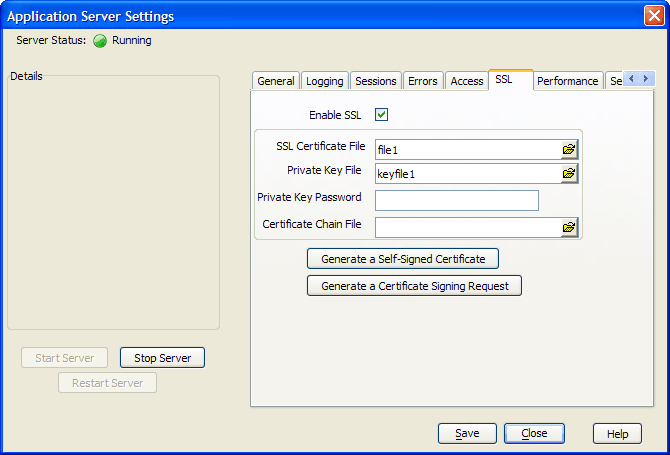 Application Server Settings
Server Status: Running
Details
General Logging Sessions Errors Access SSL Performance Se
Enable SSL
SSL Certificate File file1
Private Key File keyfile1
Private Key Password
Certificate Chain File
Generate a Self-Signed Certificate
Generate a Certificate Signing Request
Start Server Stop Server
Restart Server
Save Close Help